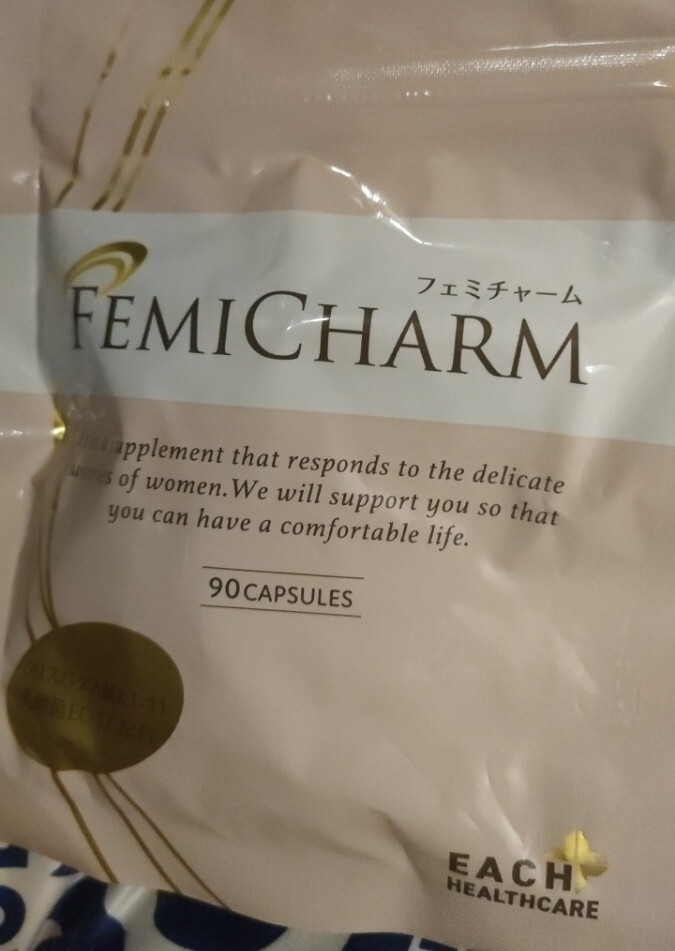 フェミチャーム
FEMICHARM
supplement that responds to the delicate
of women. We will support you so that
you can have a comfortable life.
90 CAPSULES
EACH
HEALTHCARE